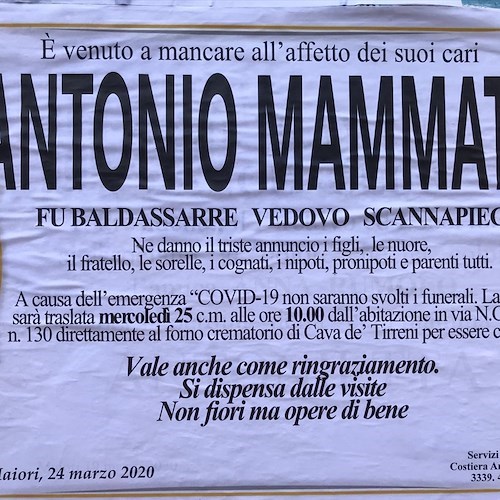 È venuto a mancare all'affetto dei suoi cari
ANTONIO MAMMAT
FU BALDASSARRE VEDOVO SCANNAPIEC
Ne danno il triste annuncio i figli, le nuore,
il fratello, le sorelle, i cognati, i nipoti, pronipoti e parenti tutti.
A causa dell'emergenza "COVID-19 non saranno svolti i funerali. La
sarà traslata mercoledì 25 c.m. alle ore 10.00 dall'abitazione in via N.
n. 130 direttamente al forno crematorio di Cava de' Tirreni per essere c
Vale anche come ringraziamento.
Si dispensa dalle visite
Non fiori ma opere di bene
Maiori, 24 marzo 2020
Servizi
Costiera
3339,